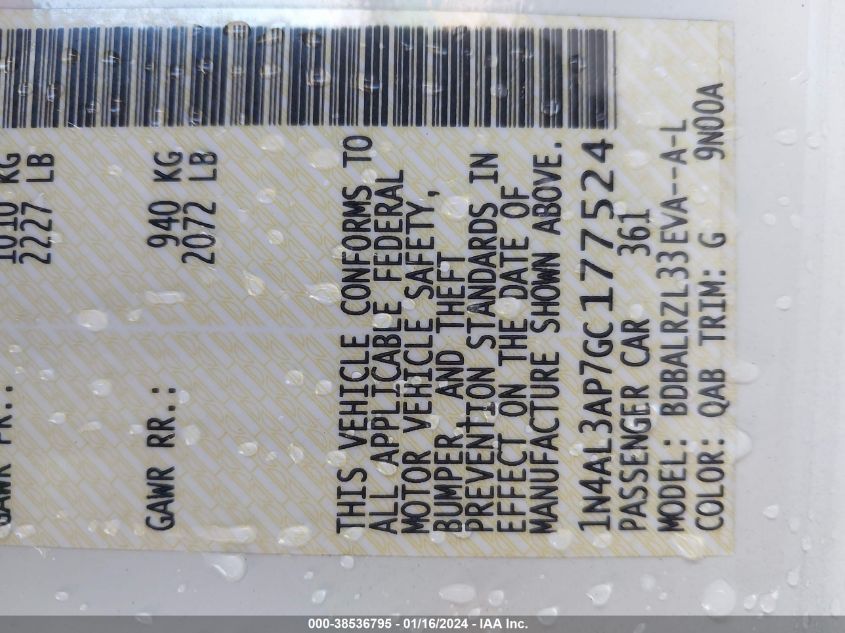 GAWR FR.: 1010 KG
2227 LB
GAWR RR.: 940 KG
2072 LB
THIS VEHICLE CONFORMS TO
ALL APPLICABLE FEDERAL
MOTOR VEHICLE SAFETY,
BUMPER, AND THEFT
PREVENTION STANDARDS IN
EFFECT ON THE DATE OF
MANUFACTURE SHOWN ABOVE.
1N4AL3AP7GC177524
PASSENGER CAR 361
MODEL: BDBALRZL33EVA--A-L
COLOR: QAB TRIM: G 9N00A
000-38536795 - 01/16/2024 - IAA Inc.